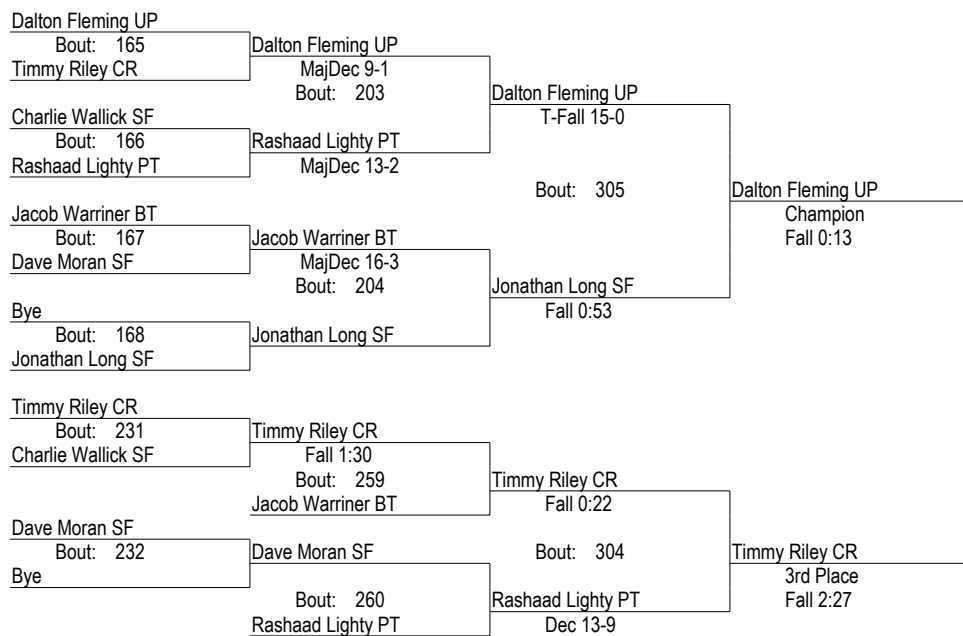 Dalton Fleming UP
Bout: 165
Timmy Riley CR
Charlie Wallick SF
Bout: 166
Rashaad Lighty PT
Jacob Warriner BT
Bout: 167
Dave Moran SF
Bye
Bout: 168
Jonathan Long SF
Dalton Fleming UP
MajDec 9-1
Bout: 203
Rashaad Lighty PT
MajDec 13-2
Jacob Warriner BT
MajDec 16-3
Bout: 204
Jonathan Long SF
Dalton Fleming UP
T-Fall 15-0
Bout: 305
Jonathan Long SF
Fall 0:53
Dalton Fleming UP
Champion
Fall 0:13
Timmy Riley CR
Bout: 231
Charlie Wallick SF
Dave Moran SF
Bout: 232
Bye
Timmy Riley CR
Fall 1:30
Bout: 259
Jacob Warriner BT
Dave Moran SF
Bout: 260
Rashaad Lighty PT
Timmy Riley CR
Fall 0:22
Bout: 304
Rashaad Lighty PT
Dec 13-9
Timmy Riley CR
3rd Place
Fall 2:27